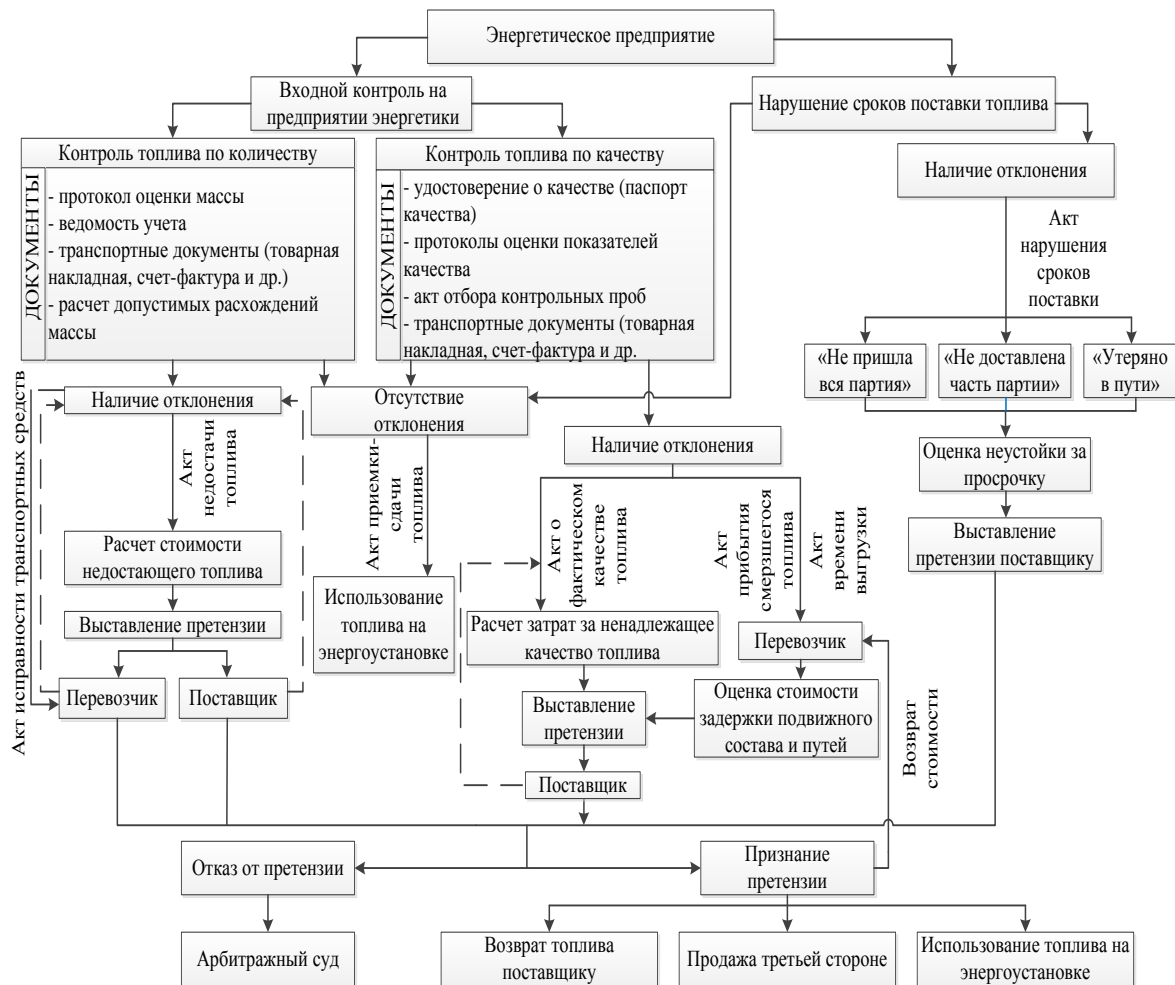 Энергетическое предприятие
Входной контроль на
предприятии энергетики
Нарушение сроков поставки топлива
Контроль топлива по количеству
ДОКУМЕНТЫ
- протокол оценки массы
- ведомость учета
- транспортные документы (товарная
накладная, счет-фактура и др.)
- расчет допустимых расхождений
массы
Контроль топлива по качеству
ДОКУМЕНТЫ
- удостоверение о качестве (паспорт
качества)
- протоколы оценки показателей
качества
- акт отбора контрольных проб
- транспортные документы (товарная
накладная, счет-фактура и др.
Наличие отклонения
Акт
нарушения
сроков
поставки
«Не пришла
вся партия»
«Не доставлена
часть партии»
«Утеряно
в пути»
Оценка неустойки за
просрочку
Выставление
претензии поставщику
Наличие отклонения
Отсутствие
отклонения
Наличие отклонения
Акт исправности транспортных средств
Акт
недостачи
топлива
Расчет стоимости
недостающего топлива
Выставление претензии
Перевозчик
Поставщик
Акт приемки-
сдачи
топлива
Использование
топлива на
энергоустановке
Акт о
фактическом
качестве
топлива
Акт
прибытия
смерзшегося
топлива
Акт
времени
выгрузки
Расчет затрат за ненадлежащее
качество топлива
Перевозчик
Выставление
претензии
Оценка стоимости
задержки подвижного
состава и путей
Поставщик
Возврат
стоимости
Отказ от претензии
Признание
претензии
Арбитражный суд
Возврат топлива
поставщику
Продажа третьей стороне
Использование топлива на
энергоустановке